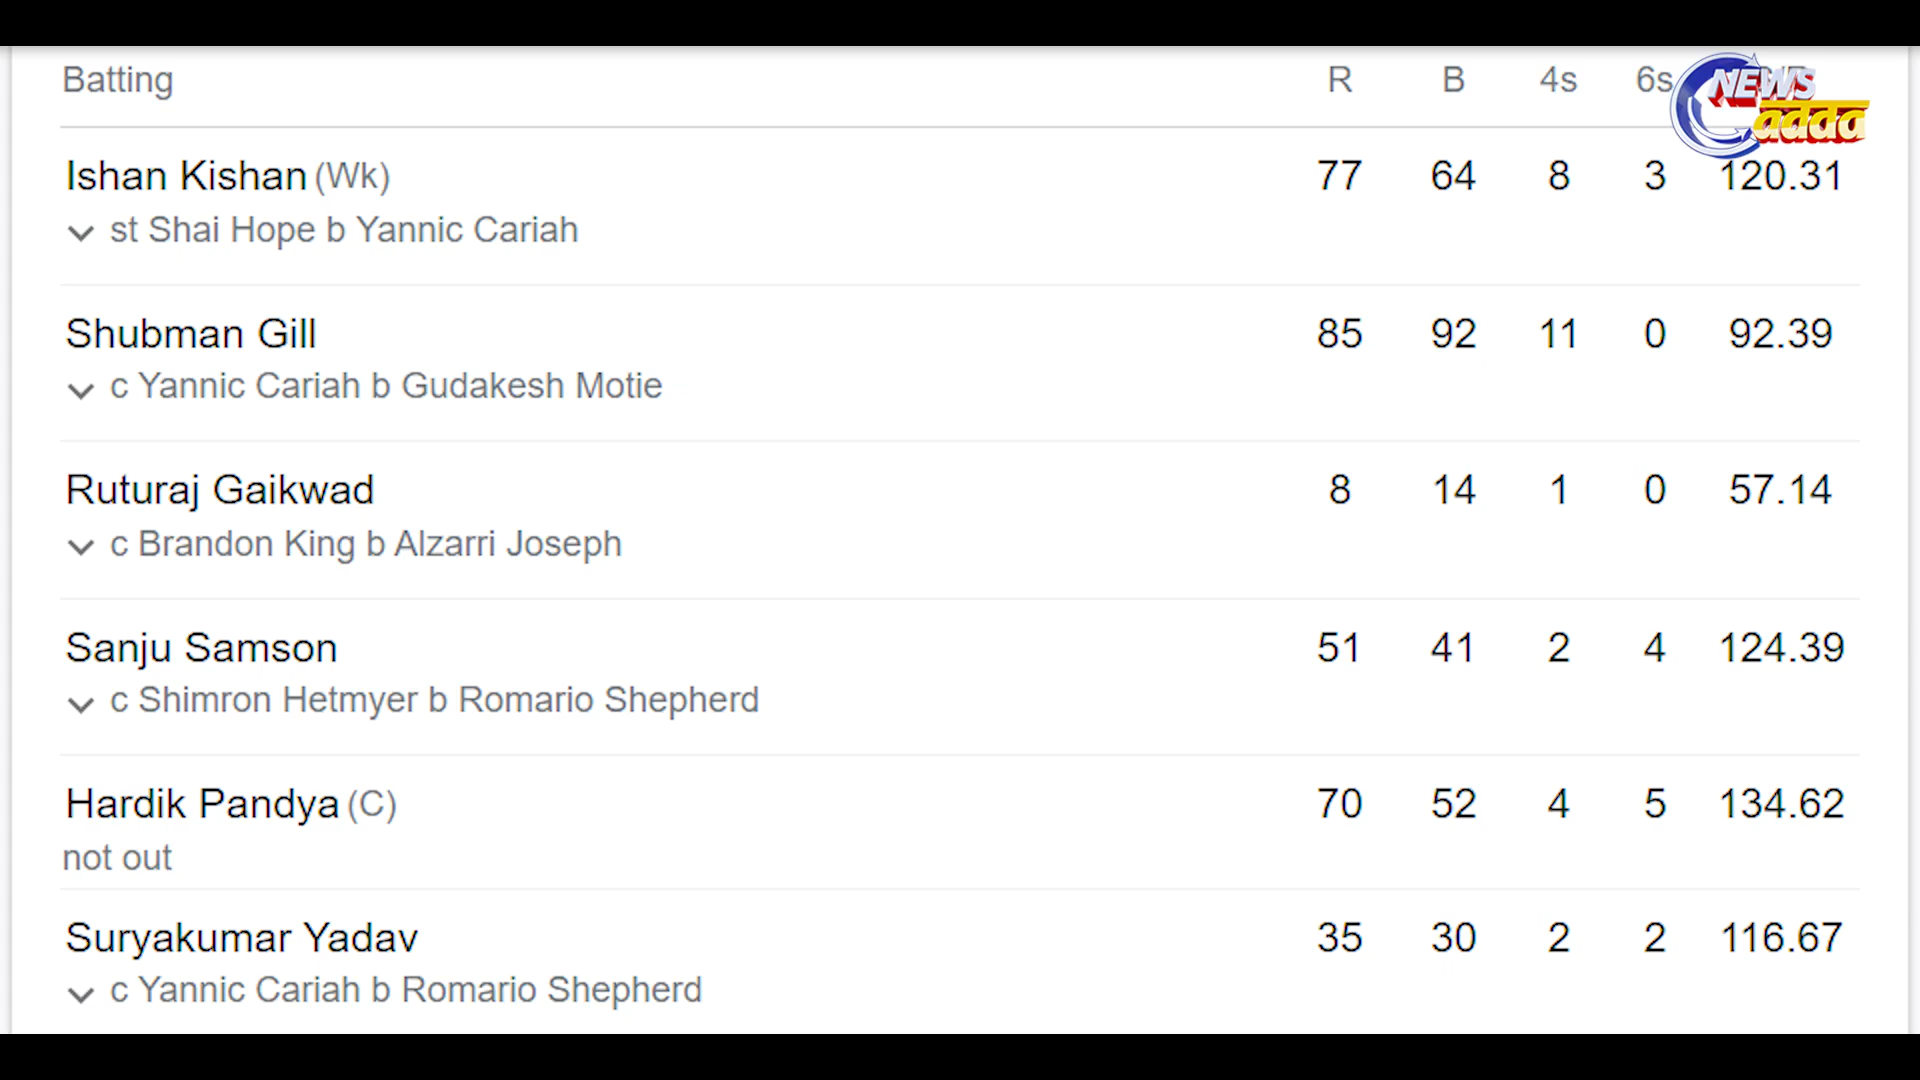 Batting R B 4s 6s
NEWS
adda
Ishan Kishan (Wk) 77 64 8 3 120.31
st Shai Hope b Yannic Cariah
Shubman Gill 85 92 11 0 92.39
c Yannic Cariah b Gudakesh Motie
Ruturaj Gaikwad 8 14 1 0 57.14
c Brandon King b Alzarri Joseph
Sanju Samson 51 41 2 4 124.39
c Shimron Hetmyer b Romario Shepherd
Hardik Pandya (C) 70 52 4 5 134.62
not out
Suryakumar Yadav 35 30 2 2 116.67
c Yannic Cariah b Romario Shepherd